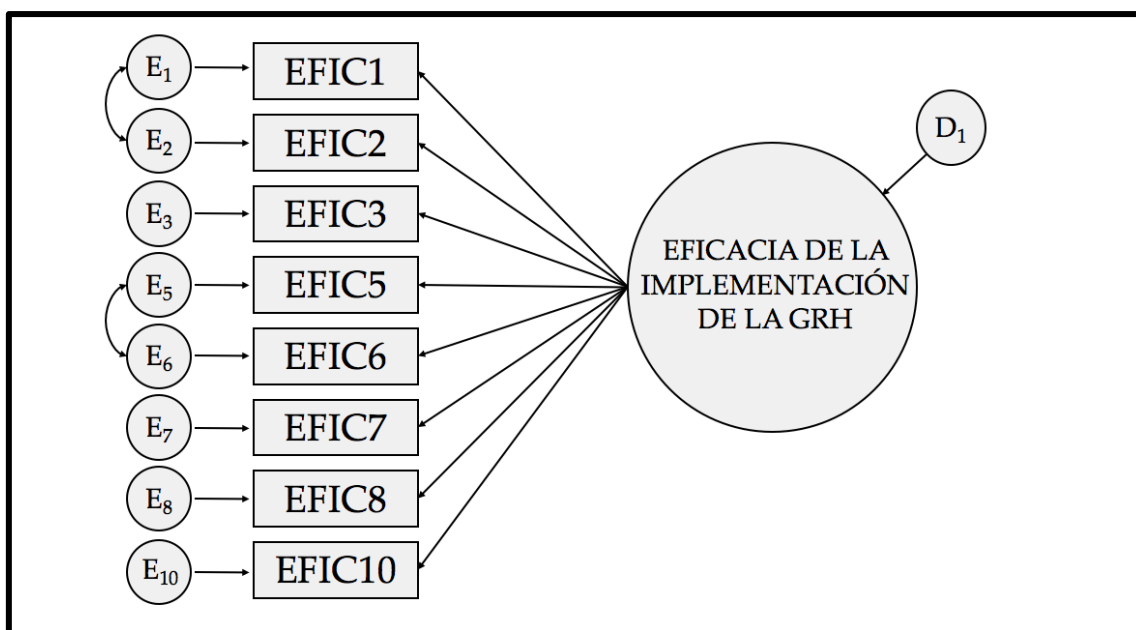 E1
EFIC1
E2
EFIC2
E3
EFIC3
E5
EFIC5
E6
EFIC6
E7
EFIC7
E8
EFIC8
E10
EFIC10
D1
EFICACIA DE LA
IMPLEMENTACIÓN
DE LA GRH